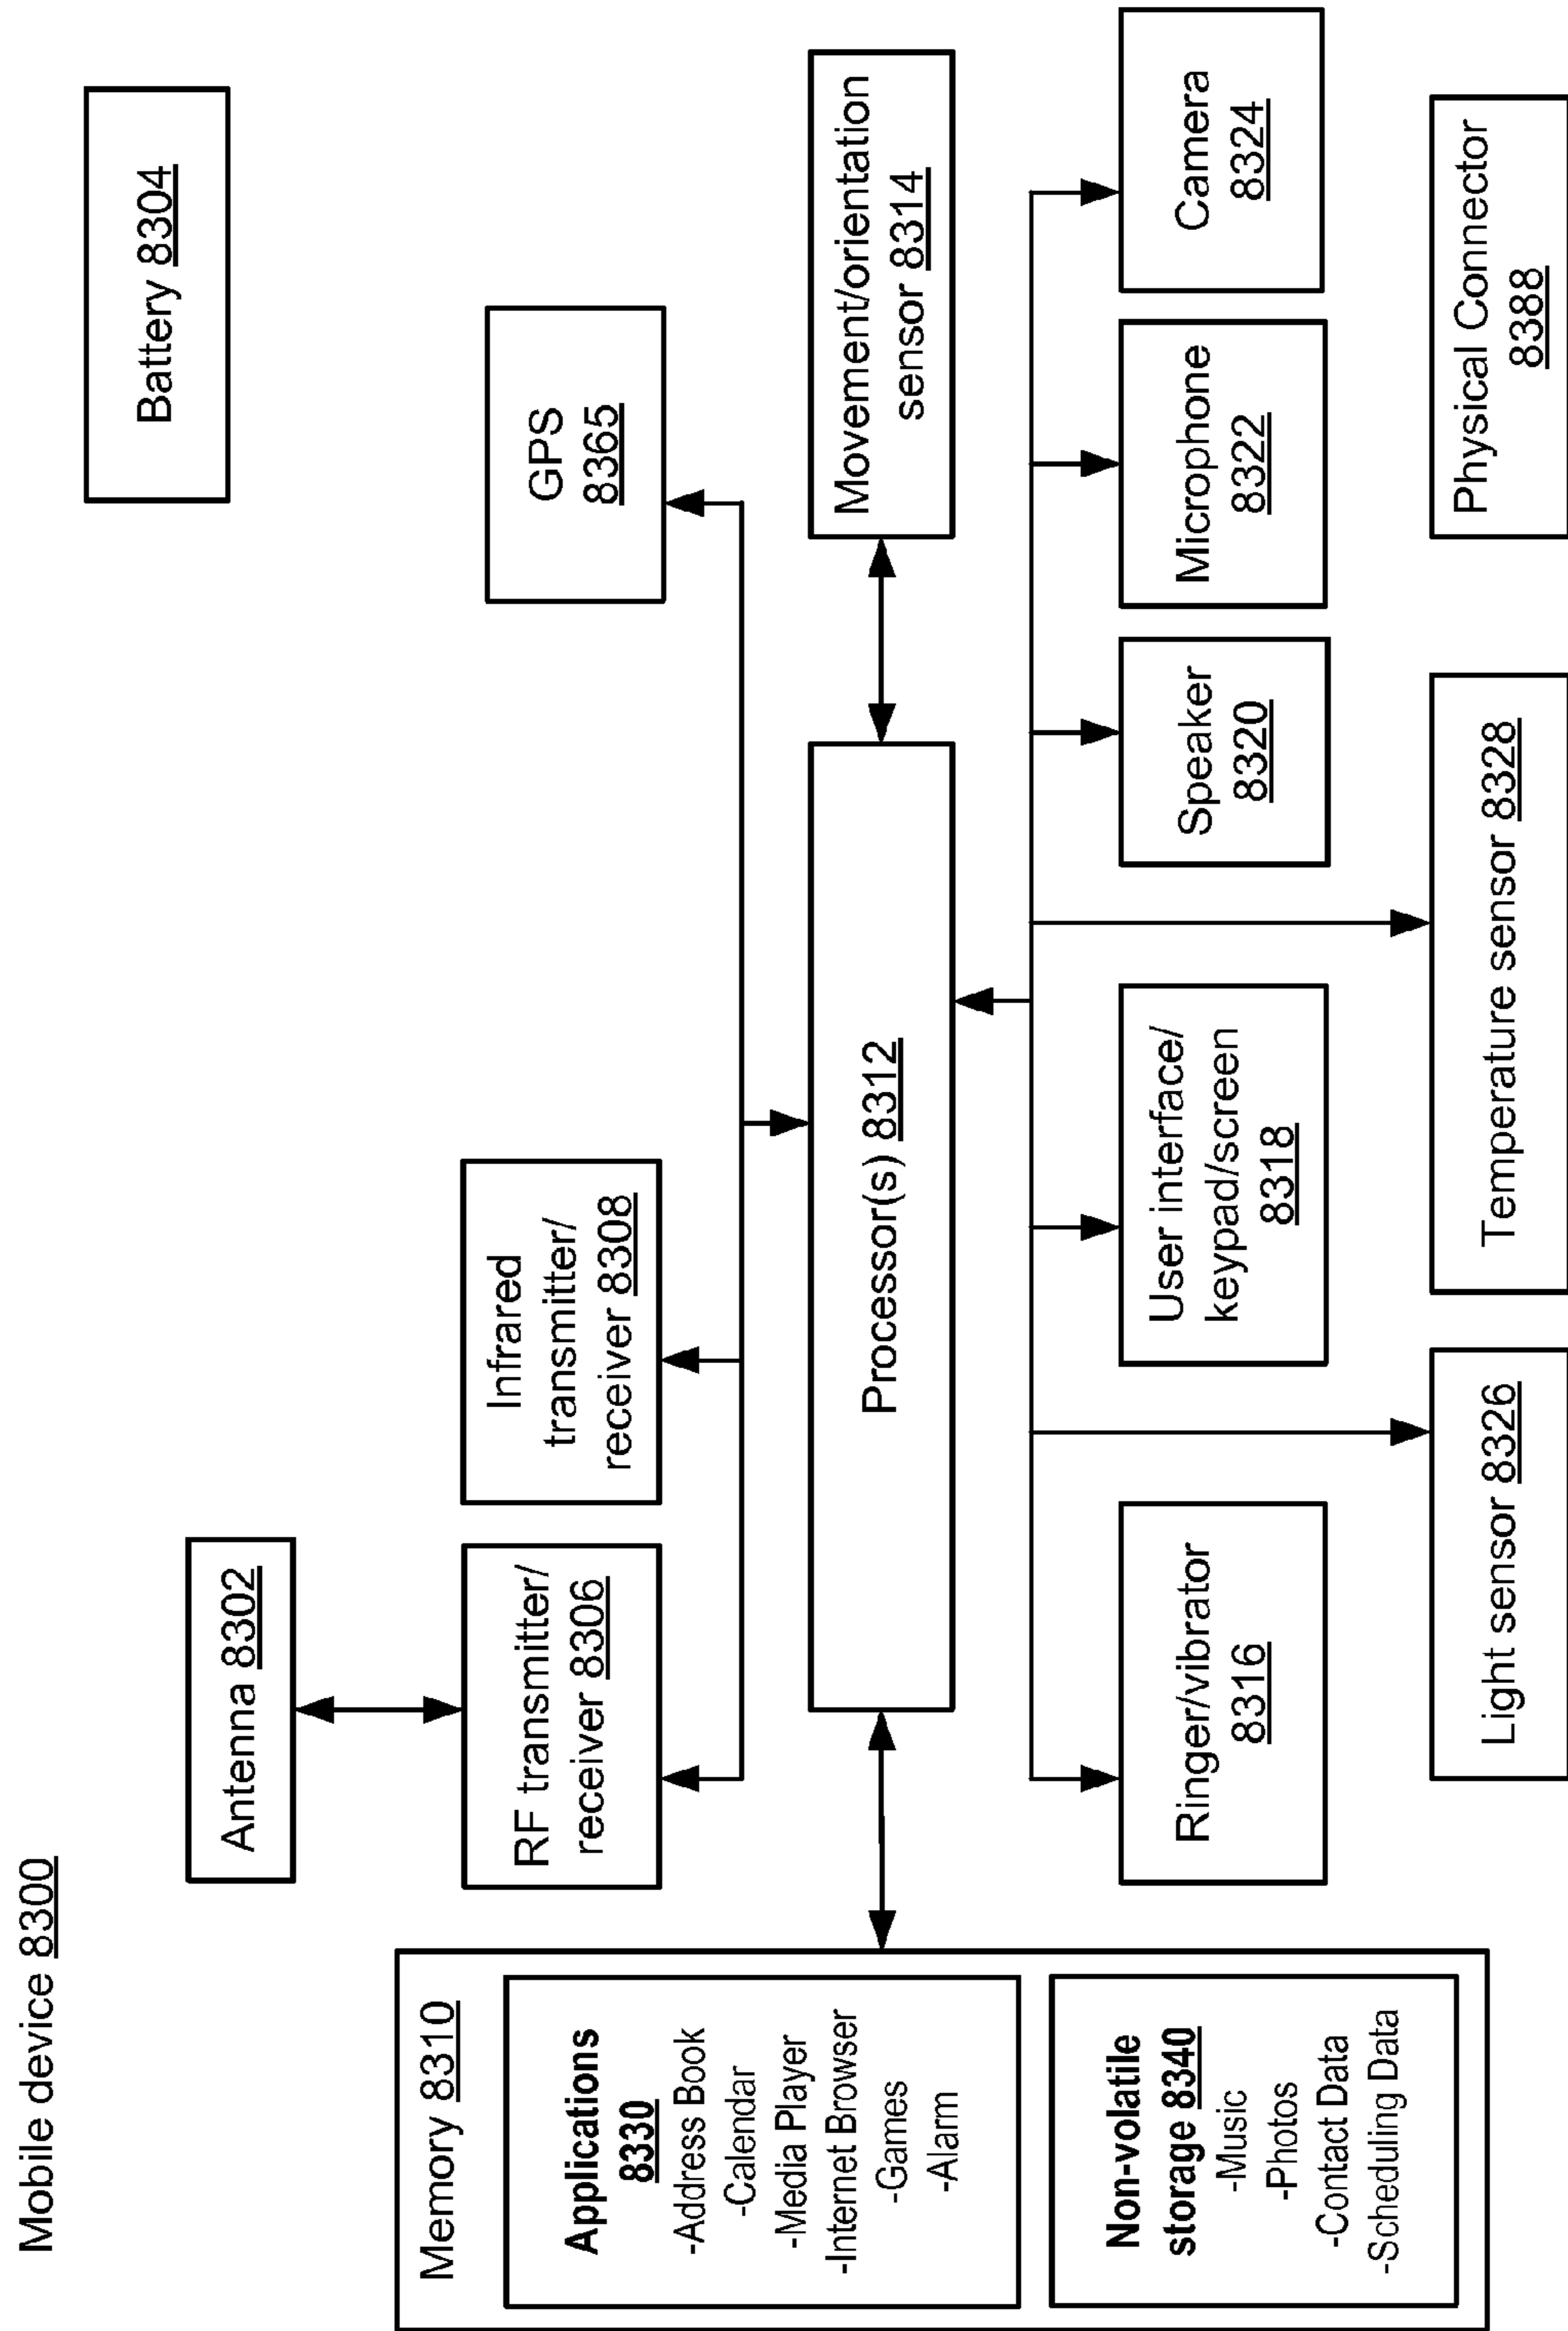 Mobile device 8300
Battery 8304
Antenna 8302
RF transmitter/
receiver 8306
Infrared
transmitter/
receiver 8308
GPS
8365
Memory 8310
Applications
8330
-Address Book
-Calendar
-Media Player
-Internet Browser
-Games
-Alarm
Non-volatile
storage 8340
-Music
-Photos
-Contact Data
-Scheduling Data
Processor(s) 8312
Movement/orientation
sensor 8314
Ringer/vibrator
8316
User interface/
keypad/screen
8318
Speaker
8320
Microphone
8322
Camera
8324
Light sensor 8326
Temperature sensor 8328
Physical Connector
8388